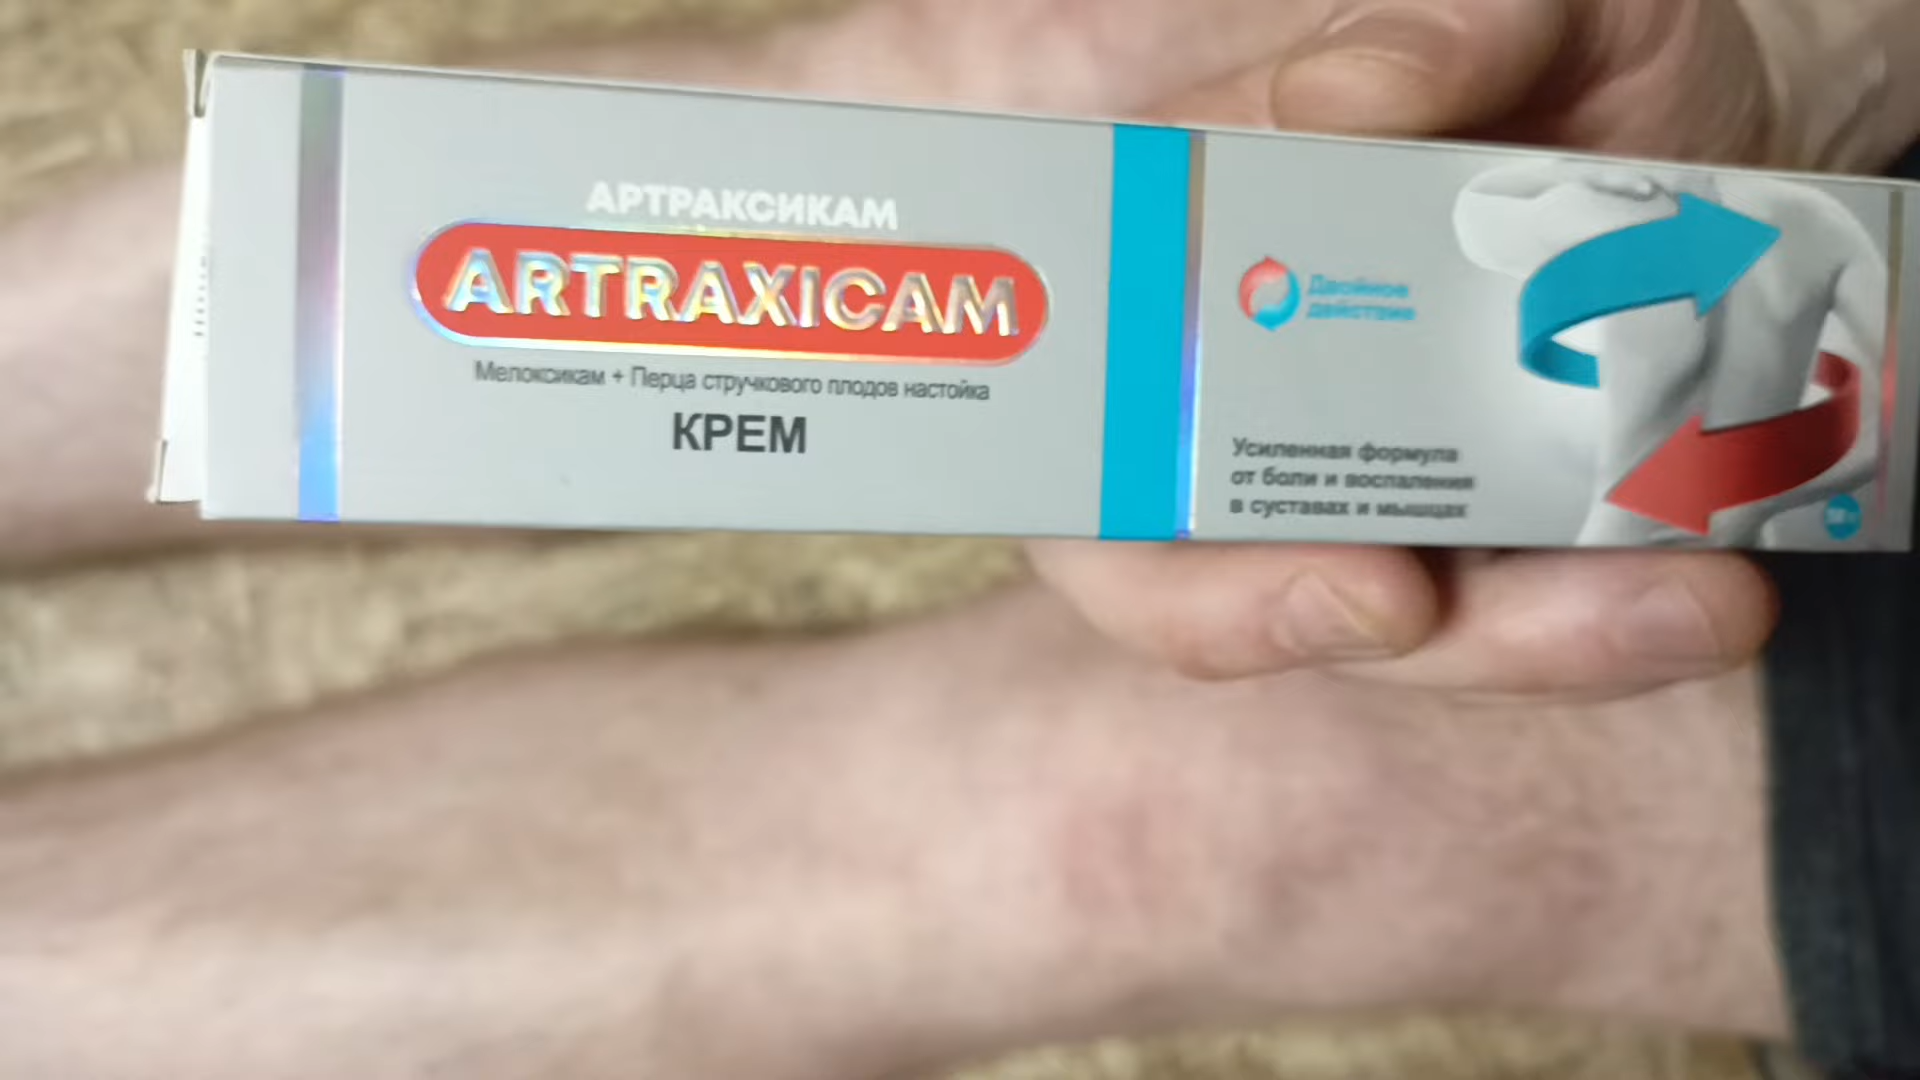 АРТРАКСИКАМ
ARTRAXICAM
Мелоксикам + Перца стручкового плодов настойка
КРЕМ
Двойное
действие
Усиленная формула
от боли и воспаления
в суставах и мышцах